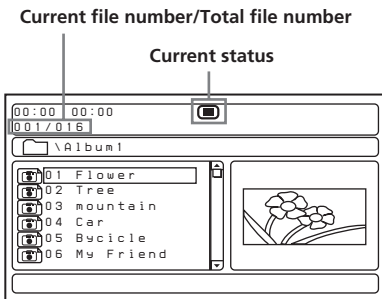 Current file number/Total file number
Current status
00:00 00:00
001/016
\Album1
01 Flower
02 Tree
03 mountain
04 Car
05 Bycicle
06 My Friend